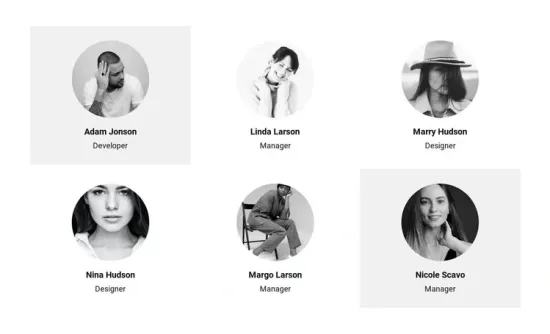 Adam Jonson
Developer
Linda Larson
Manager
Marry Hudson
Designer
Nina Hudson
Designer
Margo Larson
Manager
Nicole Scavo
Manager